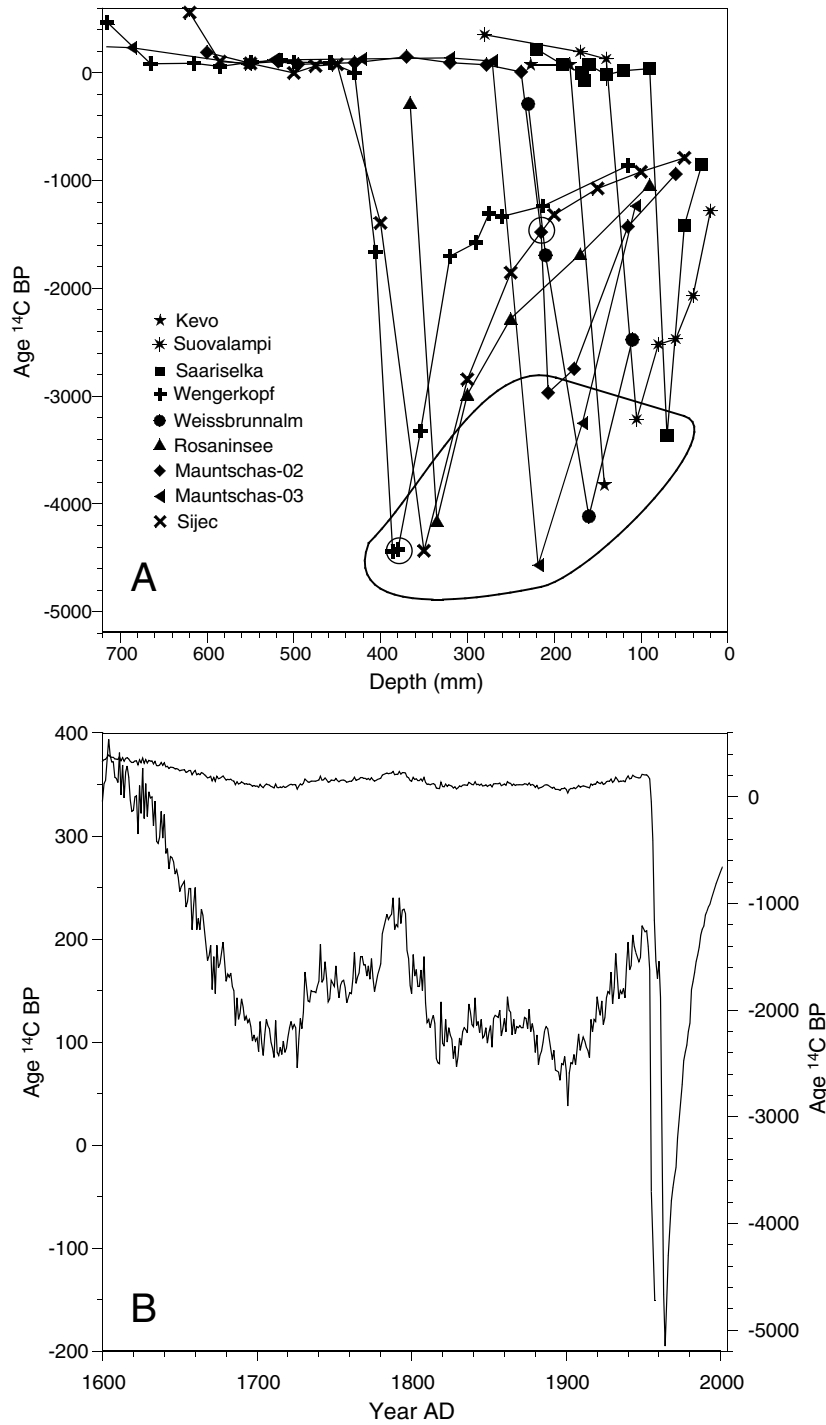 0
-1000
-2000
-3000
-4000
-5000
Age ¹⁴C BP
Kevo
Suovalampi
Saariselka
Wengerkopf
Weissbrunnalm
Rosaninsee
Mauntschas-02
Mauntschas-03
Sijec
A
700 600 500 400 300 200 100 0
Depth (mm)
400
300
200
100
0
-100
-200
Age ¹⁴C BP
0
-1000
-2000
-3000
-4000
-5000
Age ¹⁴C BP
B
1600 1700 1800 1900 2000
Year AD